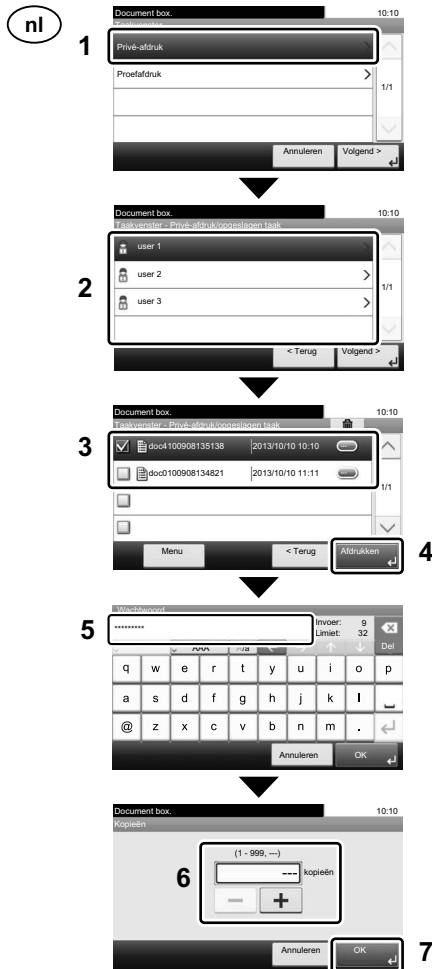 nl
Document box. 10:10
Taakvenster
1
Privé-afdruk
Proefafdruk
1/1
Annuleren
Volgend >
Document box. 10:10
Taakvenster - Privé-afdruk/opgeslagen taak
2
user 1
user 2
user 3
1/1
< Terug
Volgend >
Document box. 10:10
Taakvenster - Privé-afdruk/opgeslagen taak
3
doc4100908135138 2013/10/10 10:10
doc0100908134821 2013/10/10 11:11
1/1
Menu
< Terug
Afdrukken
4
Wachtwoord
5
*********
Invoer: 9
Limiet: 32
Del
q w e r t y u i o p
a s d f g h j k l
@ z x c v b n m .
Annuleren
OK
Document box. 10:10
Kopieën
6
(1 - 999, ---)
--- kopieën
Annuleren
OK
7